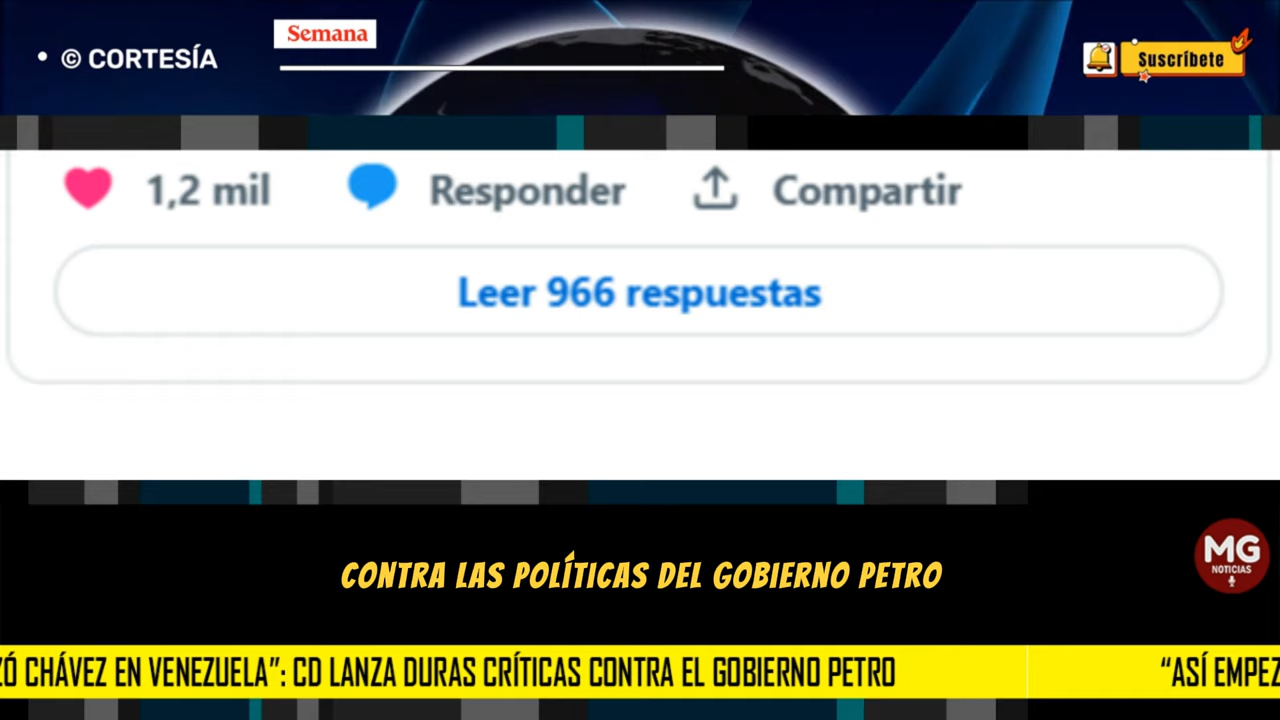 • © CORTESÍA
Semana
Suscríbete
1,2 mil
Responder
Compartir
Leer 966 respuestas
CONTRA LAS POLÍTICAS DEL GOBIERNO PETRO
MG
NOTICIAS
ZÓ CHÁVEZ EN VENEZUELA”: CD LANZA DURAS CRÍTICAS CONTRA EL GOBIERNO PETRO
“ASÍ EMPEZ